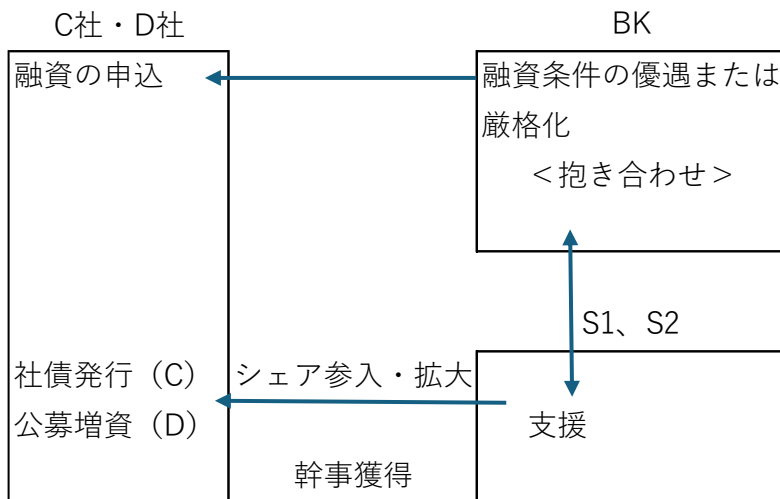 C社・D社
BK
融資の申込
融資条件の優遇または
厳格化
＜抱き合わせ＞
S1、S2
社債発行（C）
シェア参入・拡大
公募増資（D）
支援
幹事獲得